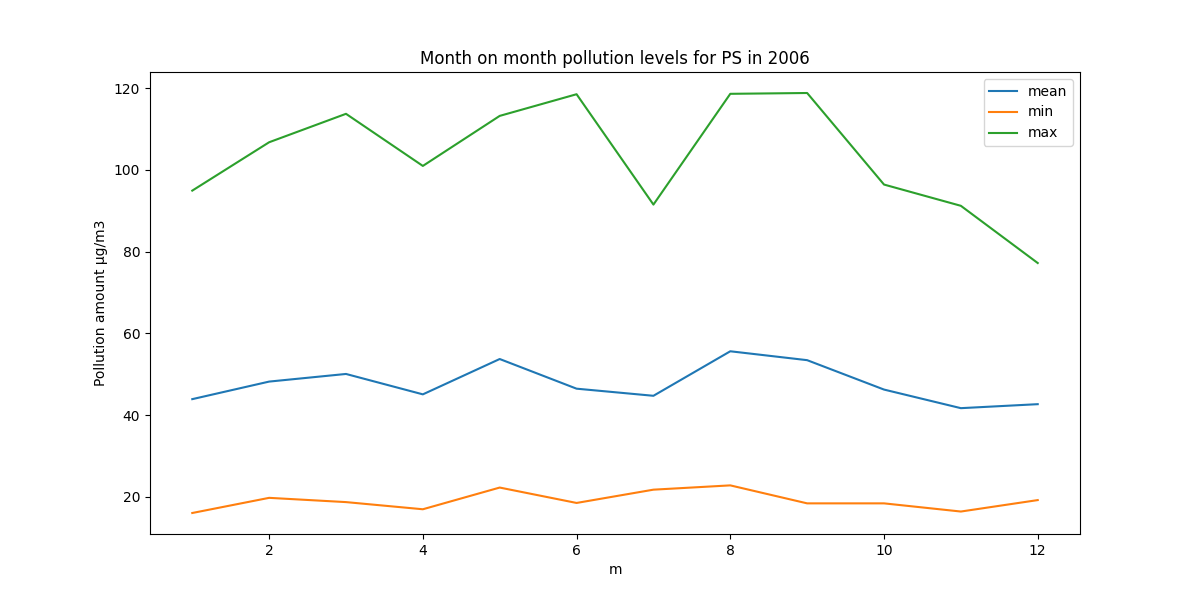 Month on month pollution levels for PS in 2006
mean
min
max
Pollution amount µg/m3
120
100
80
60
40
20
2 4 6 8 10 12
m